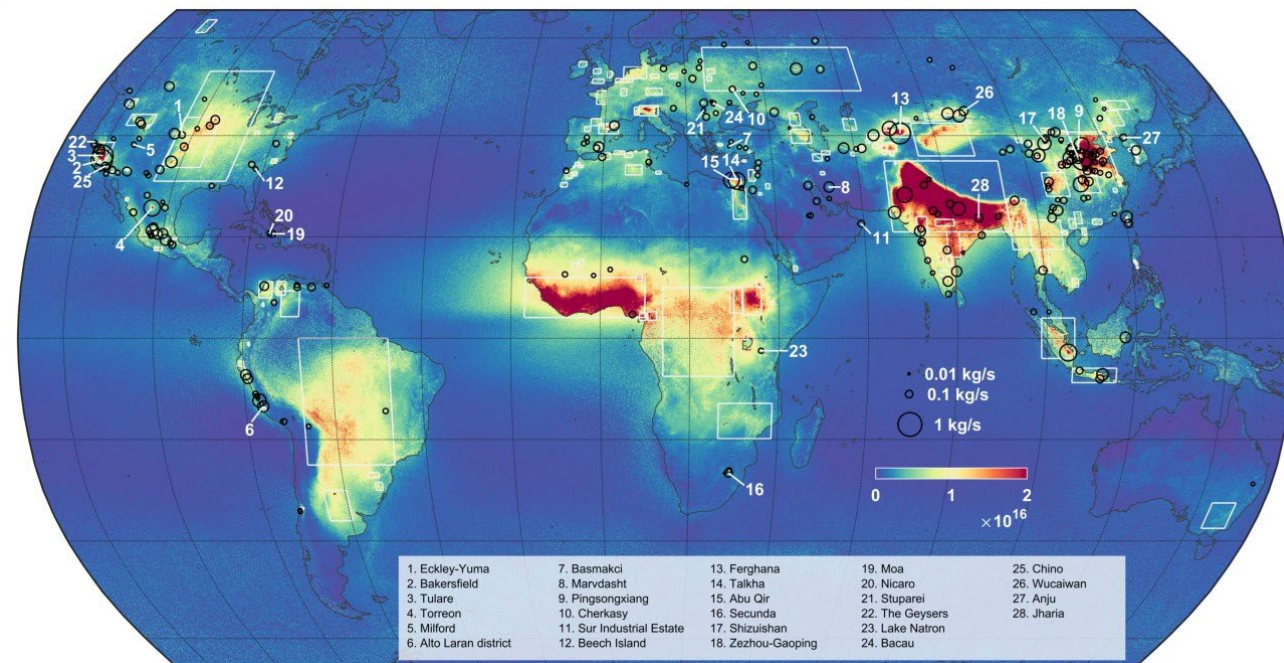 1
22
3
2
25
5
12
4
20
19
6
21
24
10
7
15
14
8
11
13
26
17
18
9
27
28
23
16
0.01 kg/s
0.1 kg/s
1 kg/s
0 1 2
×10^16
1. Eckley-Yuma
2. Bakersfield
3. Tulare
4. Torreon
5. Milford
6. Alto Laran district
7. Basmakci
8. Marvdasht
9. Pingsongxiang
10. Cherkasy
11. Sur Industrial Estate
12. Beech Island
13. Ferghana
14. Talkha
15. Abu Qir
16. Secunda
17. Shizuishan
18. Zezhou-Gaoping
19. Moa
20. Nicaro
21. Stuparei
22. The Geysers
23. Lake Natron
24. Bacau
25. Chino
26. Wucaiwan
27. Anju
28. Jharia